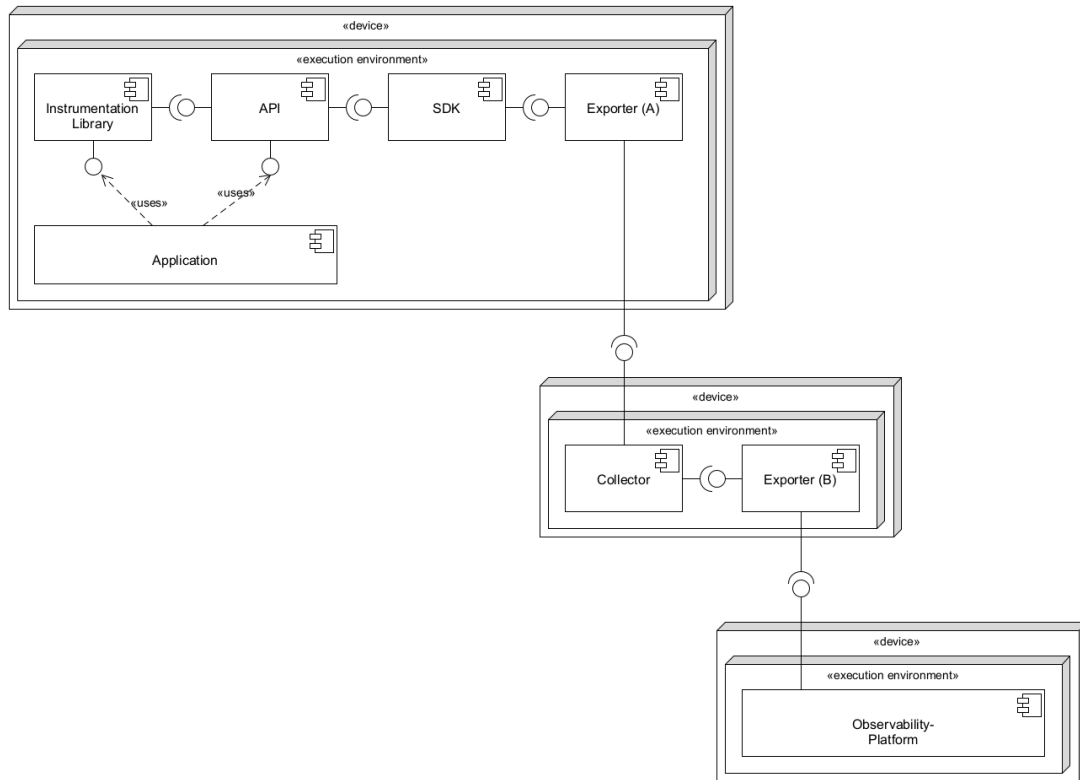 «device»
«execution environment»
Instrumentation
Library
API
SDK
Exporter (A)
«uses»
«uses»
Application
«device»
«execution environment»
Collector
Exporter (B)
«device»
«execution environment»
Observability-
Platform